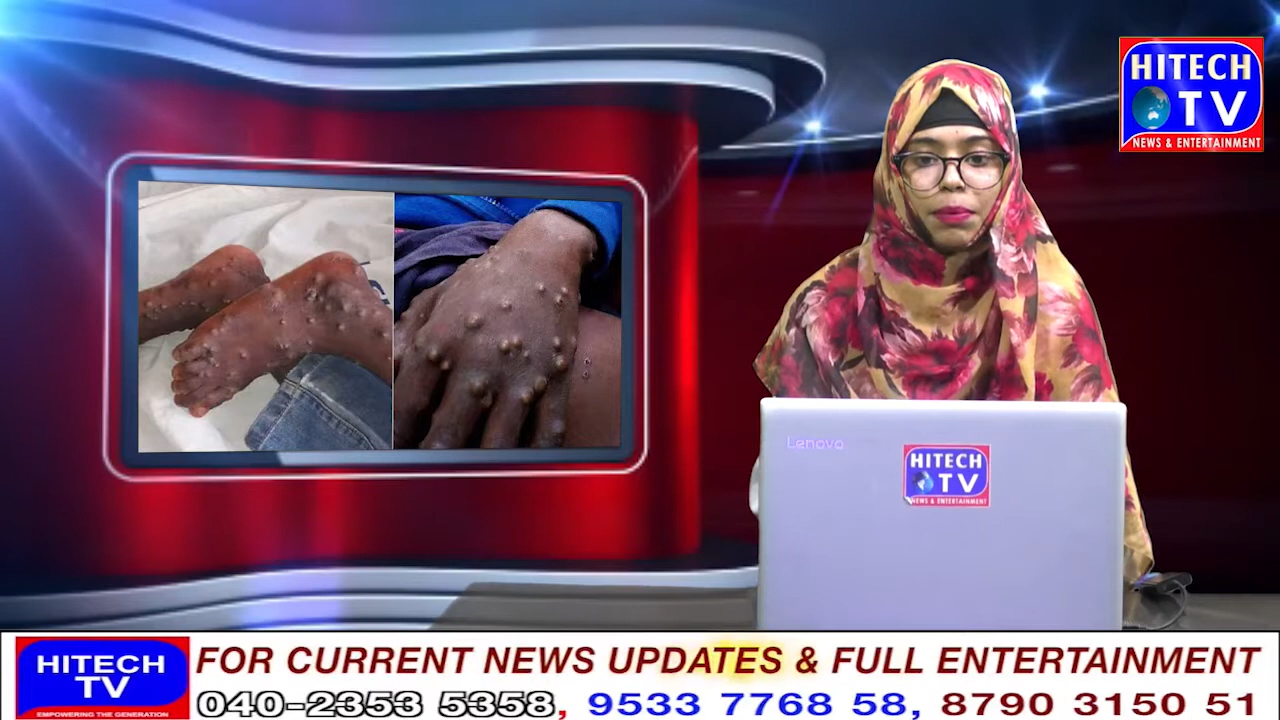 HITECH
TV
NEWS & ENTERTAINMENT
Lenovo
HITECH
TV
NEWS & ENTERTAINMENT
HITECH
TV
EMPOWERING THE GENERATION
FOR CURRENT NEWS UPDATES & FULL ENTERTAINMENT
040-2353 5358, 9533 7768 58, 8790 3150 51